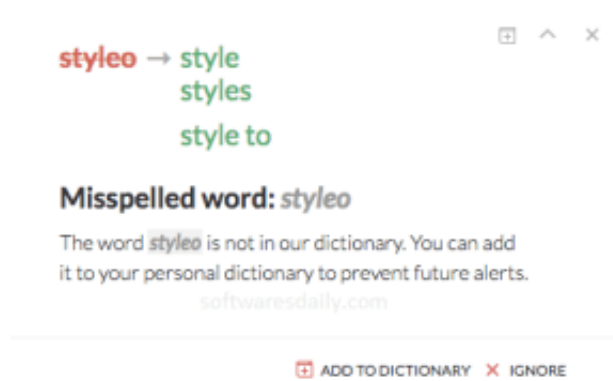 styleo → style
styles
style to
Misspelled word: styleo
The word styleo is not in our dictionary. You can add
it to your personal dictionary to prevent future alerts.
softwaresdaily.com
ADD TO DICTIONARY IGNORE